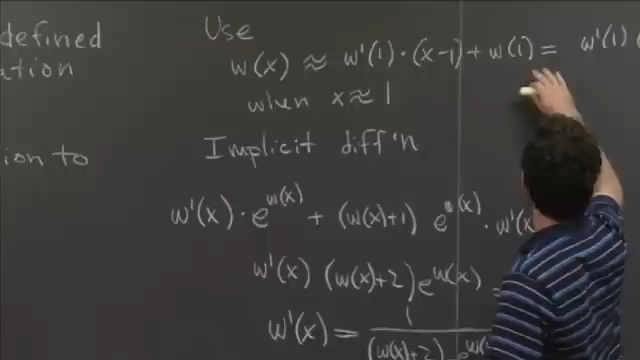 defined
ation
ion to
Use
w(x) ≈ w'(1)·(x-1) + w(1) = w'(1)
when x ≈ 1
Implicit diff'n
w'(x) · e^{w(x)} + (w(x)+1) e^{w(x)} · w'(x
w'(x) (w(x)+2) e^{w(x)} =
w'(x) = 1
(w(x)+2)